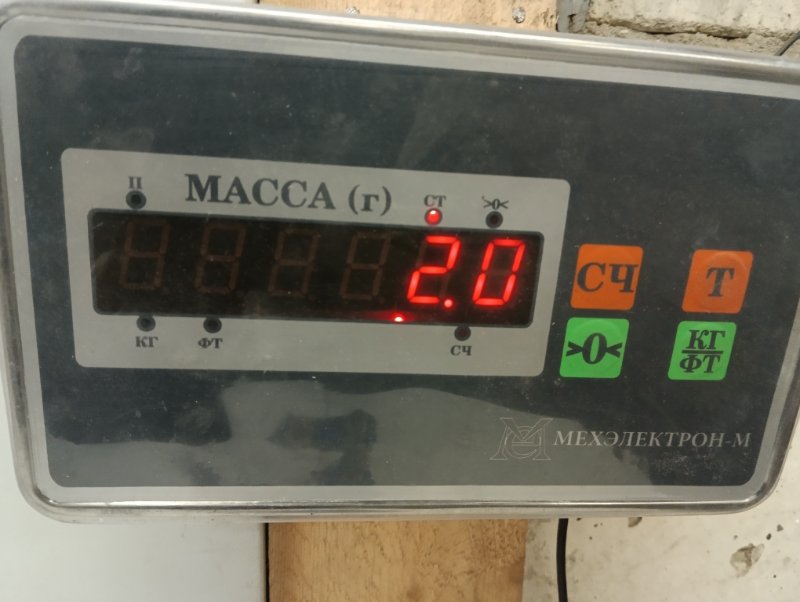 П
МАССА (г)
СТ
>0<
2.0
КГ
ФТ
СЧ
СЧ
Т
>0<
КГ
ФТ
МЕХЭЛЕКТРОН-М